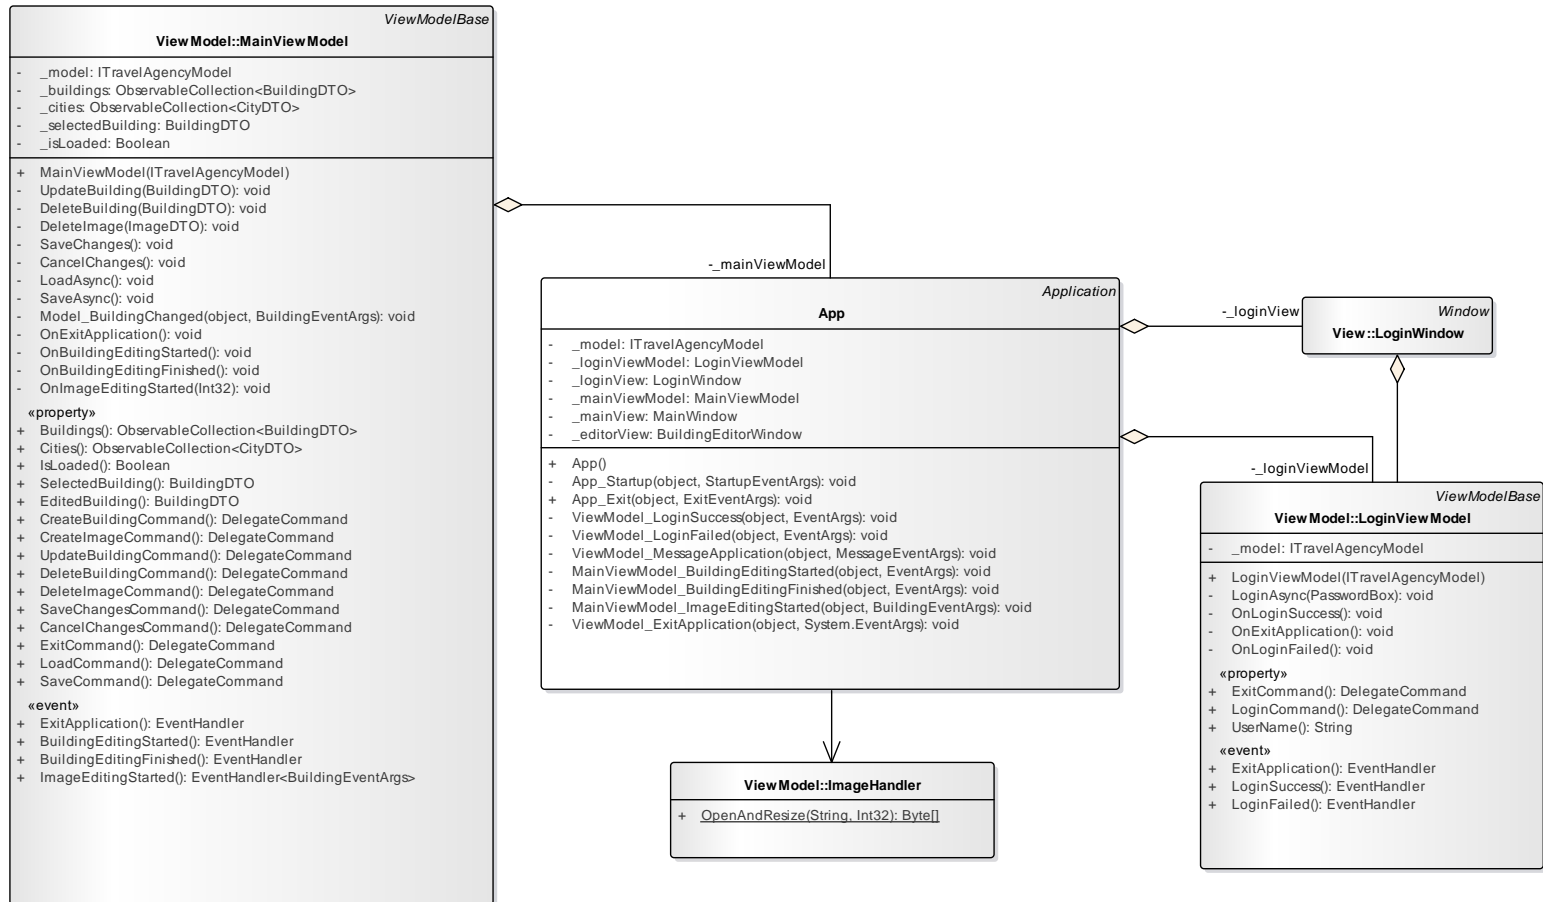 ViewModelBase
ViewModel::MainViewModel
- _model: ITravelAgencyModel
- _buildings: ObservableCollection<BuildingDTO>
- _cities: ObservableCollection<CityDTO>
- _selectedBuilding: BuildingDTO
- _isLoaded: Boolean
+ MainViewModel(ITravelAgencyModel)
- UpdateBuilding(BuildingDTO): void
- DeleteBuilding(BuildingDTO): void
- DeleteImage(ImageDTO): void
- SaveChanges(): void
- CancelChanges(): void
- LoadAsync(): void
- SaveAsync(): void
- Model_BuildingChanged(object, BuildingEventArgs): void
- OnExitApplication(): void
- OnBuildingEditingStarted(): void
- OnBuildingEditingFinished(): void
- OnImageEditingStarted(Int32): void
«property»
+ Buildings(): ObservableCollection<BuildingDTO>
+ Cities(): ObservableCollection<CityDTO>
+ IsLoaded(): Boolean
+ SelectedBuilding(): BuildingDTO
+ EditedBuilding(): BuildingDTO
+ CreateBuildingCommand(): DelegateCommand
+ CreateImageCommand(): DelegateCommand
+ UpdateBuildingCommand(): DelegateCommand
+ DeleteBuildingCommand(): DelegateCommand
+ DeleteImageCommand(): DelegateCommand
+ SaveChangesCommand(): DelegateCommand
+ CancelChangesCommand(): DelegateCommand
+ ExitCommand(): DelegateCommand
+ LoadCommand(): DelegateCommand
+ SaveCommand(): DelegateCommand
«event»
+ ExitApplication(): EventHandler
+ BuildingEditingStarted(): EventHandler
+ BuildingEditingFinished(): EventHandler
+ ImageEditingStarted(): EventHandler<BuildingEventArgs>
-_mainViewModel
Application
App
- _model: ITravelAgencyModel
- _loginViewModel: LoginViewModel
- _loginView: LoginWindow
- _mainViewModel: MainViewModel
- _mainView: MainWindow
- _editorView: BuildingEditorWindow
+ App()
- App_Startup(object, StartupEventArgs): void
+ App_Exit(object, ExitEventArgs): void
- ViewModel_LoginSuccess(object, EventArgs): void
- ViewModel_LoginFailed(object, EventArgs): void
- ViewModel_MessageApplication(object, MessageEventArgs): void
- MainViewModel_BuildingEditingStarted(object, EventArgs): void
- MainViewModel_BuildingEditingFinished(object, EventArgs): void
- MainViewModel_ImageEditingStarted(object, BuildingEventArgs): void
- ViewModel_ExitApplication(object, System.EventArgs): void
ViewModel::ImageHandler
+ OpenAndResize(String, Int32): Byte[]
-_loginView
Window
View::LoginWindow
-_loginViewModel
ViewModelBase
ViewModel::LoginViewModel
- _model: ITravelAgencyModel
+ LoginViewModel(ITravelAgencyModel)
- LoginAsync(PasswordBox): void
- OnLoginSuccess(): void
- OnExitApplication(): void
- OnLoginFailed(): void
«property»
+ ExitCommand(): DelegateCommand
+ LoginCommand(): DelegateCommand
+ UserName(): String
«event»
+ ExitApplication(): EventHandler
+ LoginSuccess(): EventHandler
+ LoginFailed(): EventHandler